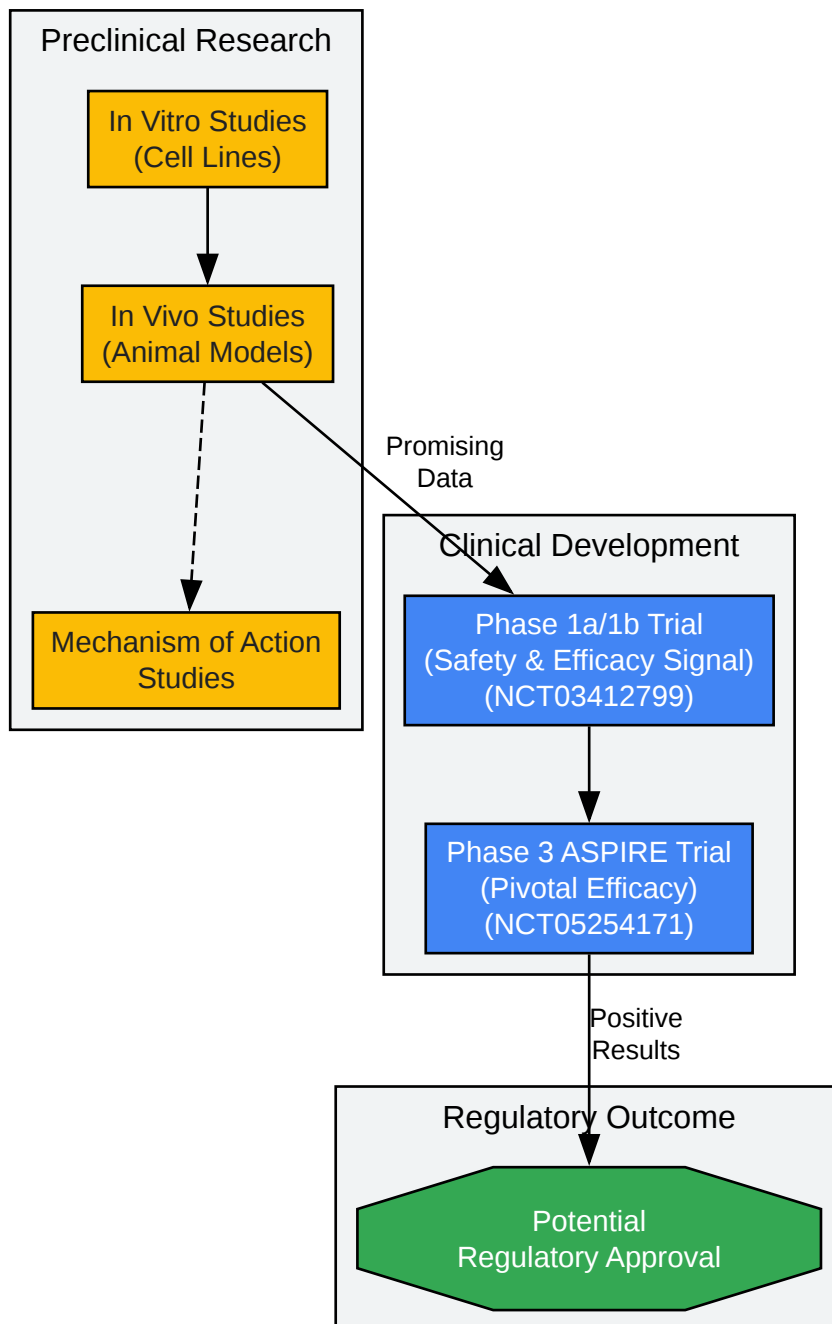 Preclinical Research
In Vitro Studies
(Cell Lines)
In Vivo Studies
(Animal Models)
Promising
Data
Mechanism of Action
Studies
Clinical Development
Phase 1a/1b Trial
(Safety & Efficacy Signal)
(NCT03412799)
Phase 3 ASPIRE Trial
(Pivotal Efficacy)
(NCT05254171)
Positive
Results
Regulatory Outcome
Potential
Regulatory Approval